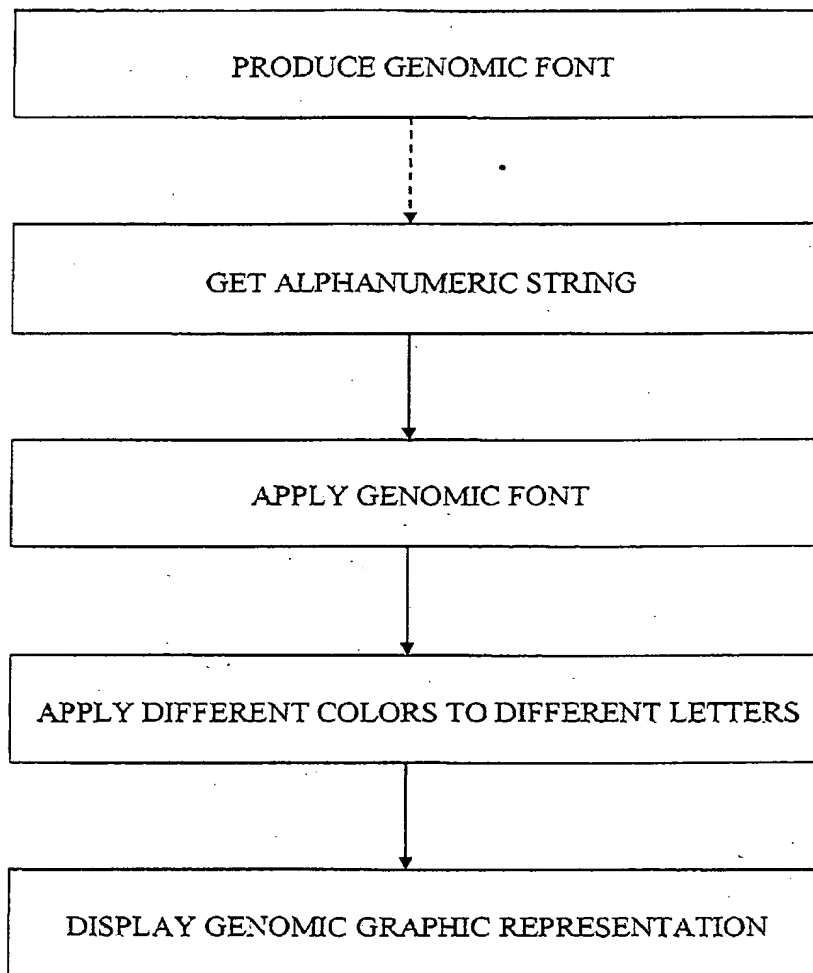 PRODUCE GENOMIC FONT
GET ALPHANUMERIC STRING
APPLY GENOMIC FONT
APPLY DIFFERENT COLORS TO DIFFERENT LETTERS
DISPLAY GENOMIC GRAPHIC REPRESENTATION